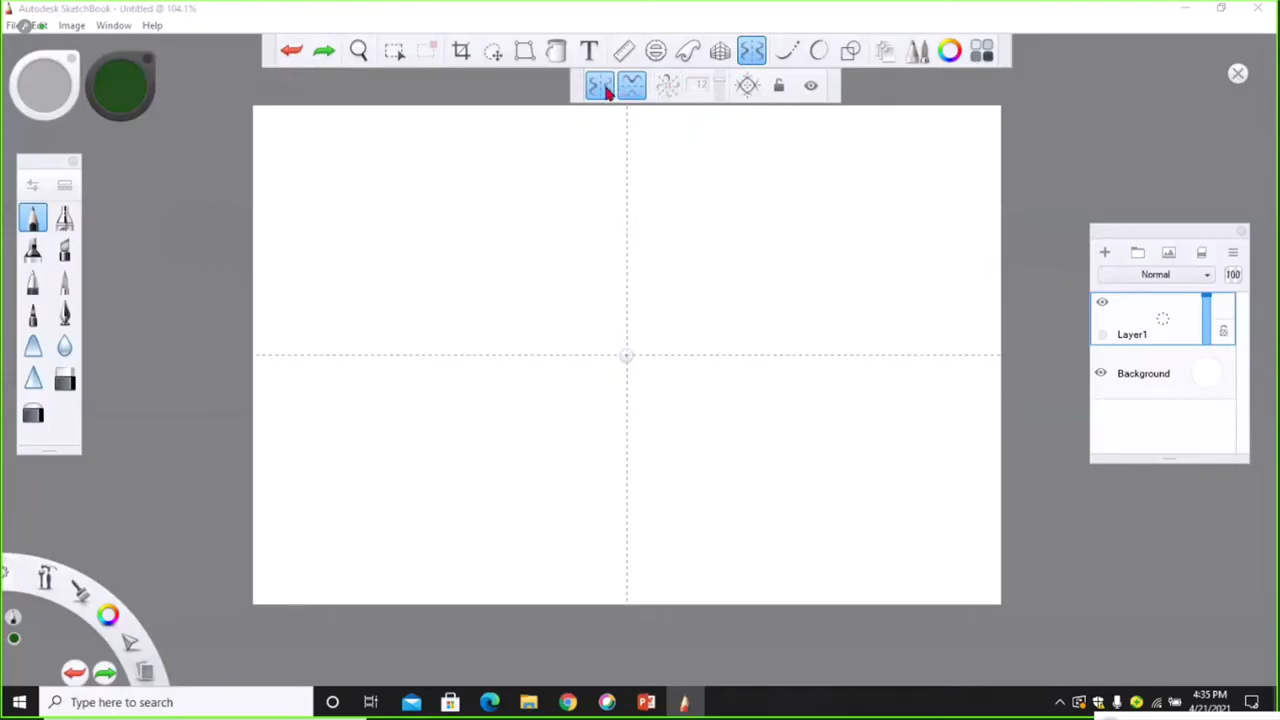 Autodesk SketchBook - Untitled @ 104.1%
File Edit Image Window Help
T
12
Normal 100
Layer1
Background
Type here to search
4:35 PM
4/21/2021